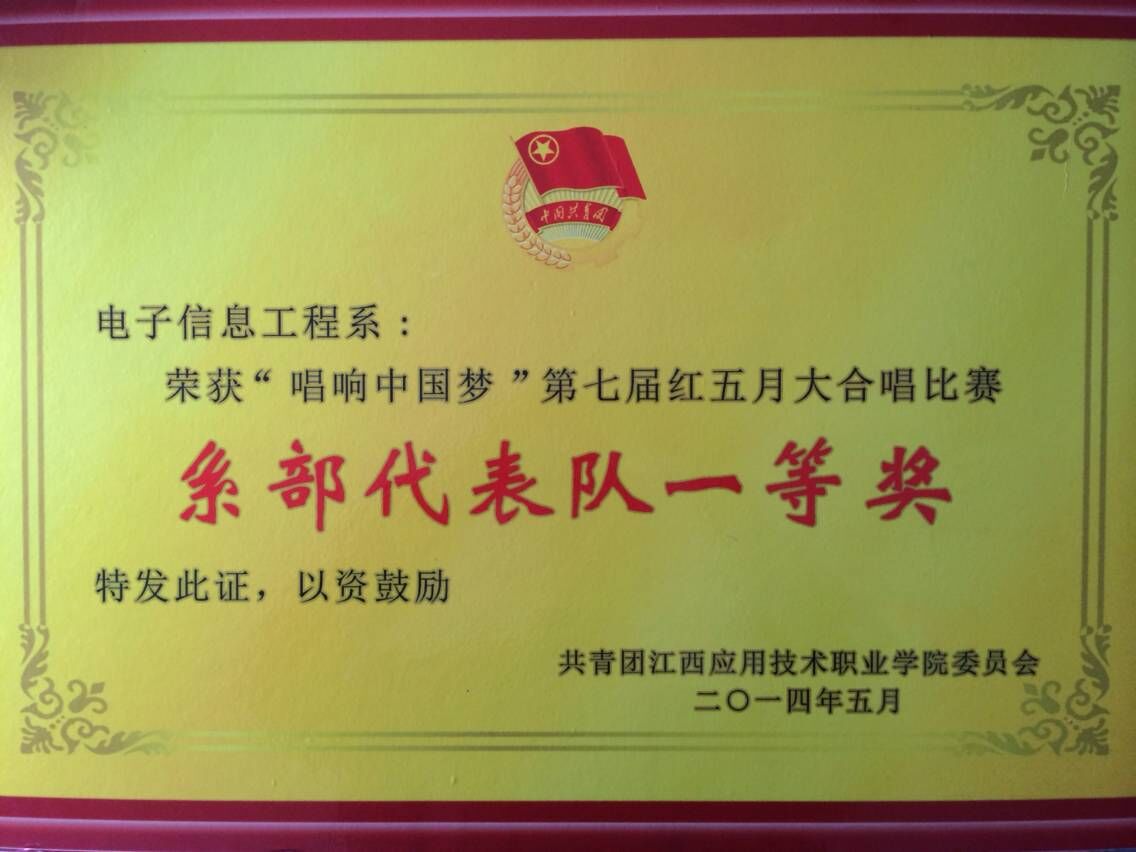 中国共青团
电子信息工程系：
荣获“唱响中国梦”第七届红五月大合唱比赛
系部代表队一等奖
特发此证，以资鼓励
共青团江西应用技术职业学院委员会
二〇一四年五月